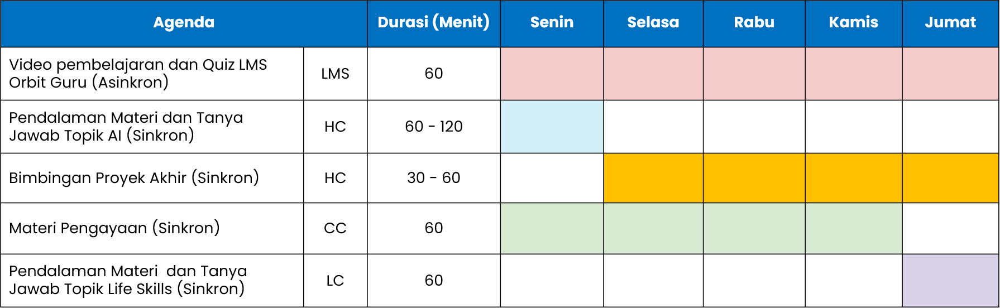 Agenda Durasi (Menit) Senin Selasa Rabu Kamis Jumat
Video pembelajaran dan Quiz LMS
Orbit Guru (Asinkron)
LMS
60
Pendalaman Materi dan Tanya
Jawab Topik AI (Sinkron)
HC
60 - 120
Bimbingan Proyek Akhir (Sinkron)
HC
30 - 60
Materi Pengayaan (Sinkron)
CC
60
Pendalaman Materi  dan Tanya
Jawab Topik Life Skills (Sinkron)
LC
60